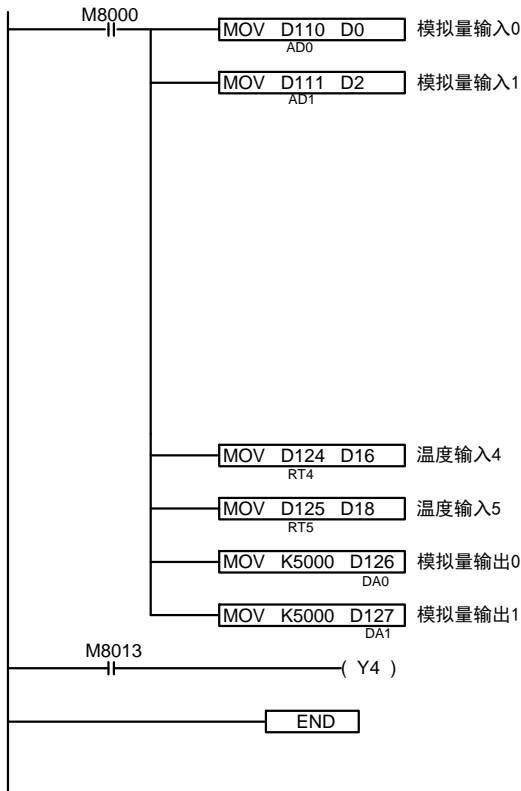 M8000
MOV D110 D0 模拟量输入0
AD0
MOV D111 D2 模拟量输入1
AD1
MOV D124 D16 温度输入4
RT4
MOV D125 D18 温度输入5
RT5
MOV K5000 D126 模拟量输出0
DA0
MOV K5000 D127 模拟量输出1
DA1
M8013
( Y4 )
END